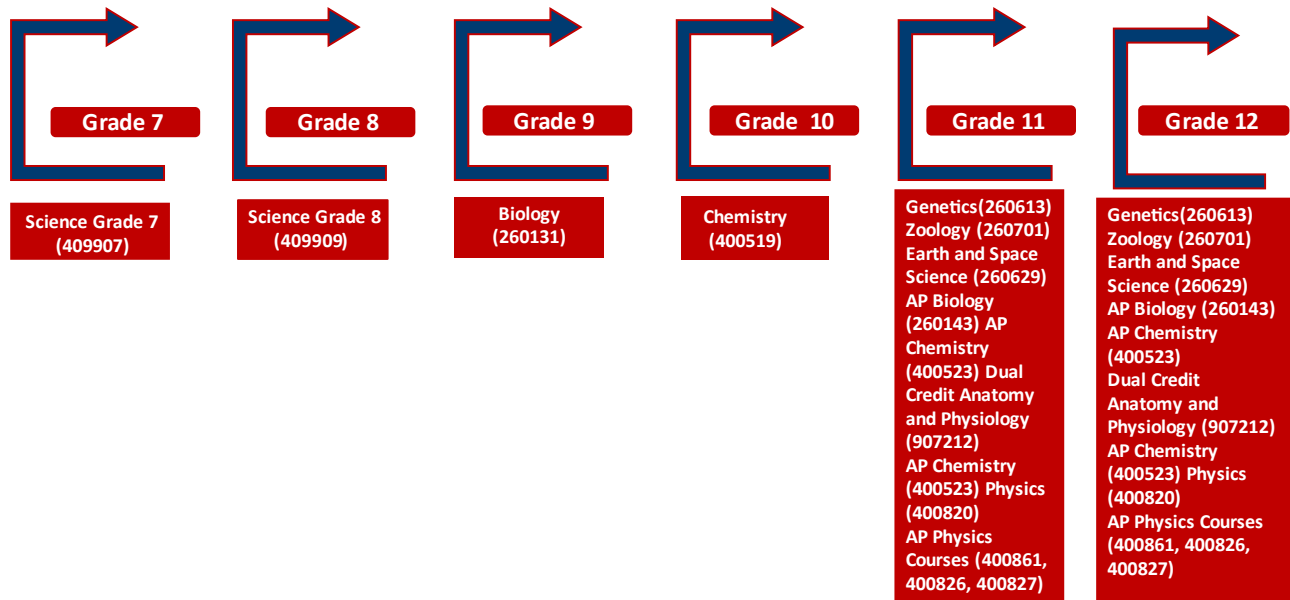 Grade 7
Grade 8
Grade 9
Grade 10
Grade 11
Grade 12
Science Grade 7
(409907)
Science Grade 8
(409909)
Biology
(260131)
Chemistry
(400519)
Genetics(260613)
Zoology (260701)
Earth and Space
Science (260629)
AP Biology
(260143) AP
Chemistry
(400523) Dual
Credit Anatomy
and Physiology
(907212)
AP Chemistry
(400523) Physics
(400820)
AP Physics
Courses (400861,
400826, 400827)
Genetics(260613)
Zoology (260701)
Earth and Space
Science (260629)
AP Biology (260143)
AP Chemistry
(400523)
Dual Credit
Anatomy and
Physiology (907212)
AP Chemistry
(400523) Physics
(400820)
AP Physics Courses
(400861, 400826,
400827)